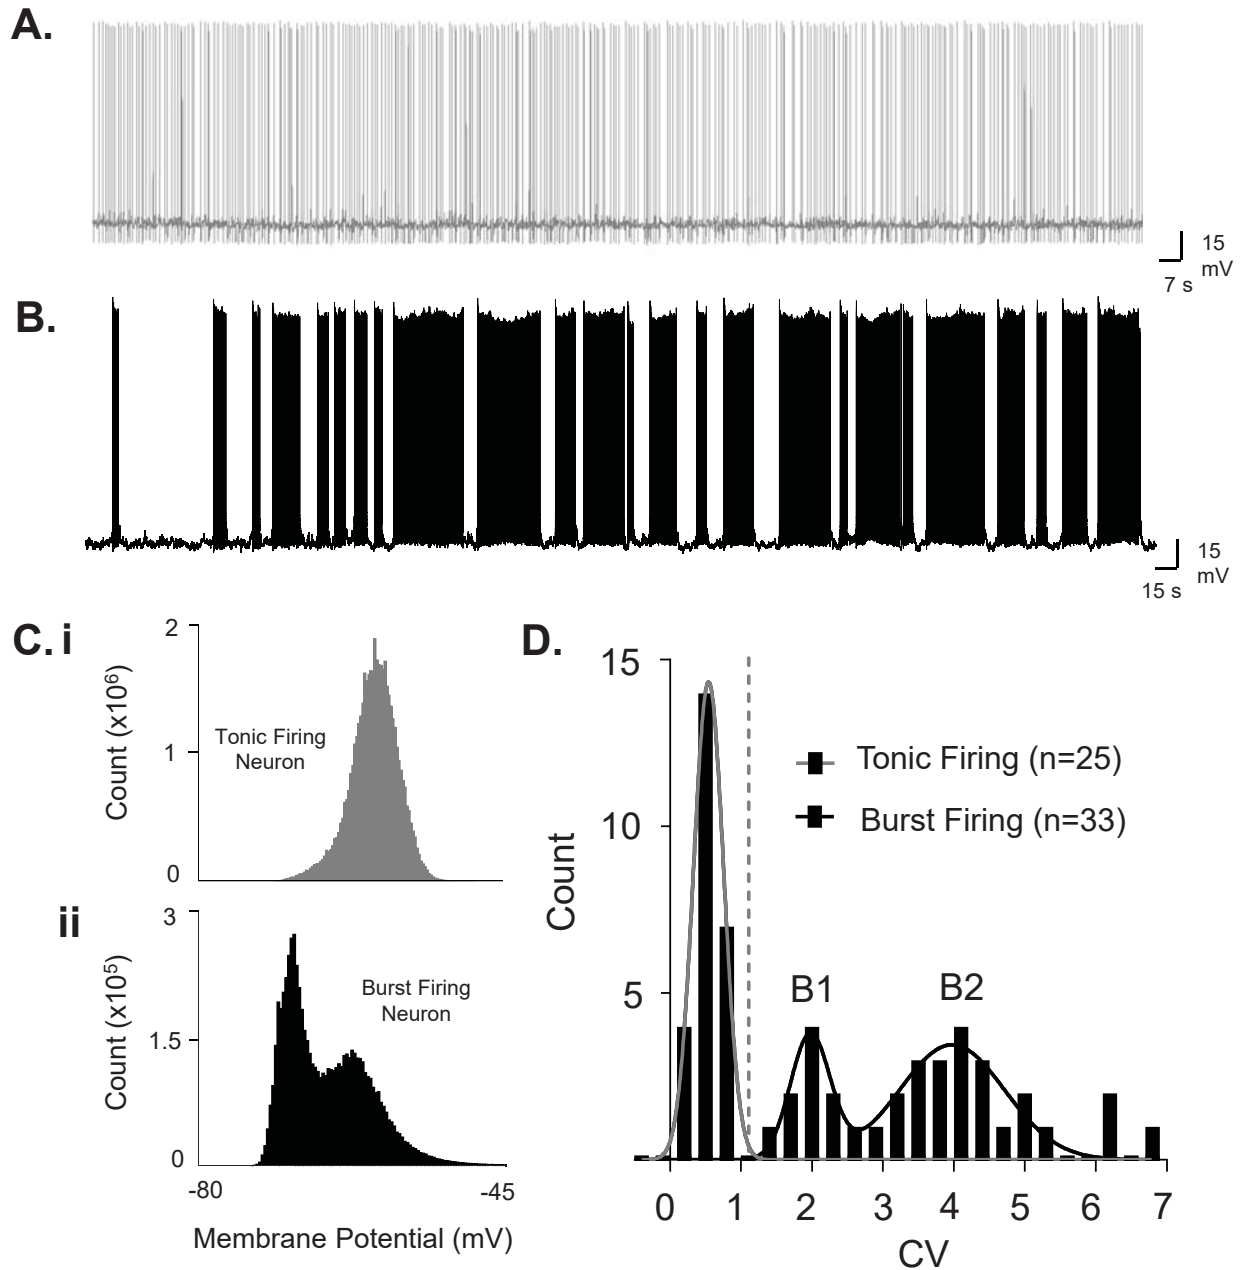 A.
15
mV
7 s
B.
15
mV
15 s
C. i
2
Count (x10⁶)
Tonic Firing
Neuron
1
0
ii
3
Count (x10⁵)
Burst Firing
Neuron
1.5
0
-80
-45
Membrane Potential (mV)
D.
15
Tonic Firing (n=25)
10
Burst Firing (n=33)
Count
B1
B2
5
0 1 2 3 4 5 6 7
CV